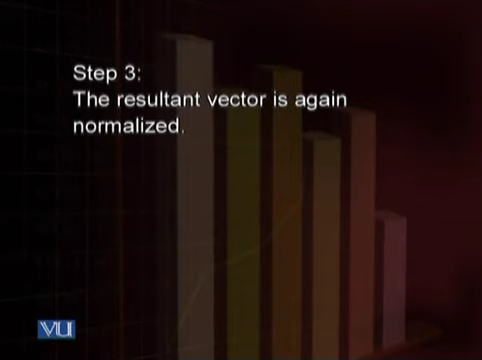 Step 3:
The resultant vector is again
normalized.
VU